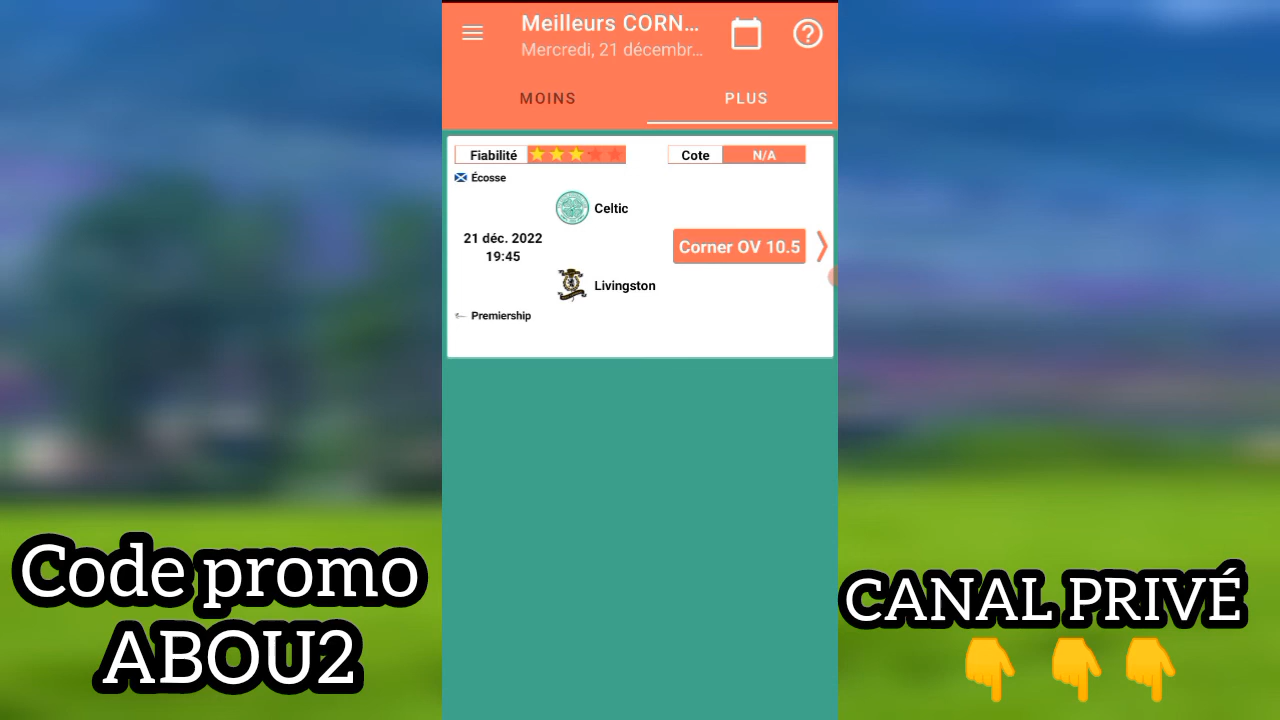 Meilleurs CORN...
Mercredi, 21 décembr...
MOINS
PLUS
Fiabilité
Cote
N/A
Écosse
Celtic
21 déc. 2022
19:45
Corner OV 10.5
Livingston
Premiership
Code promo
ABOU2
CANAL PRIVÉ